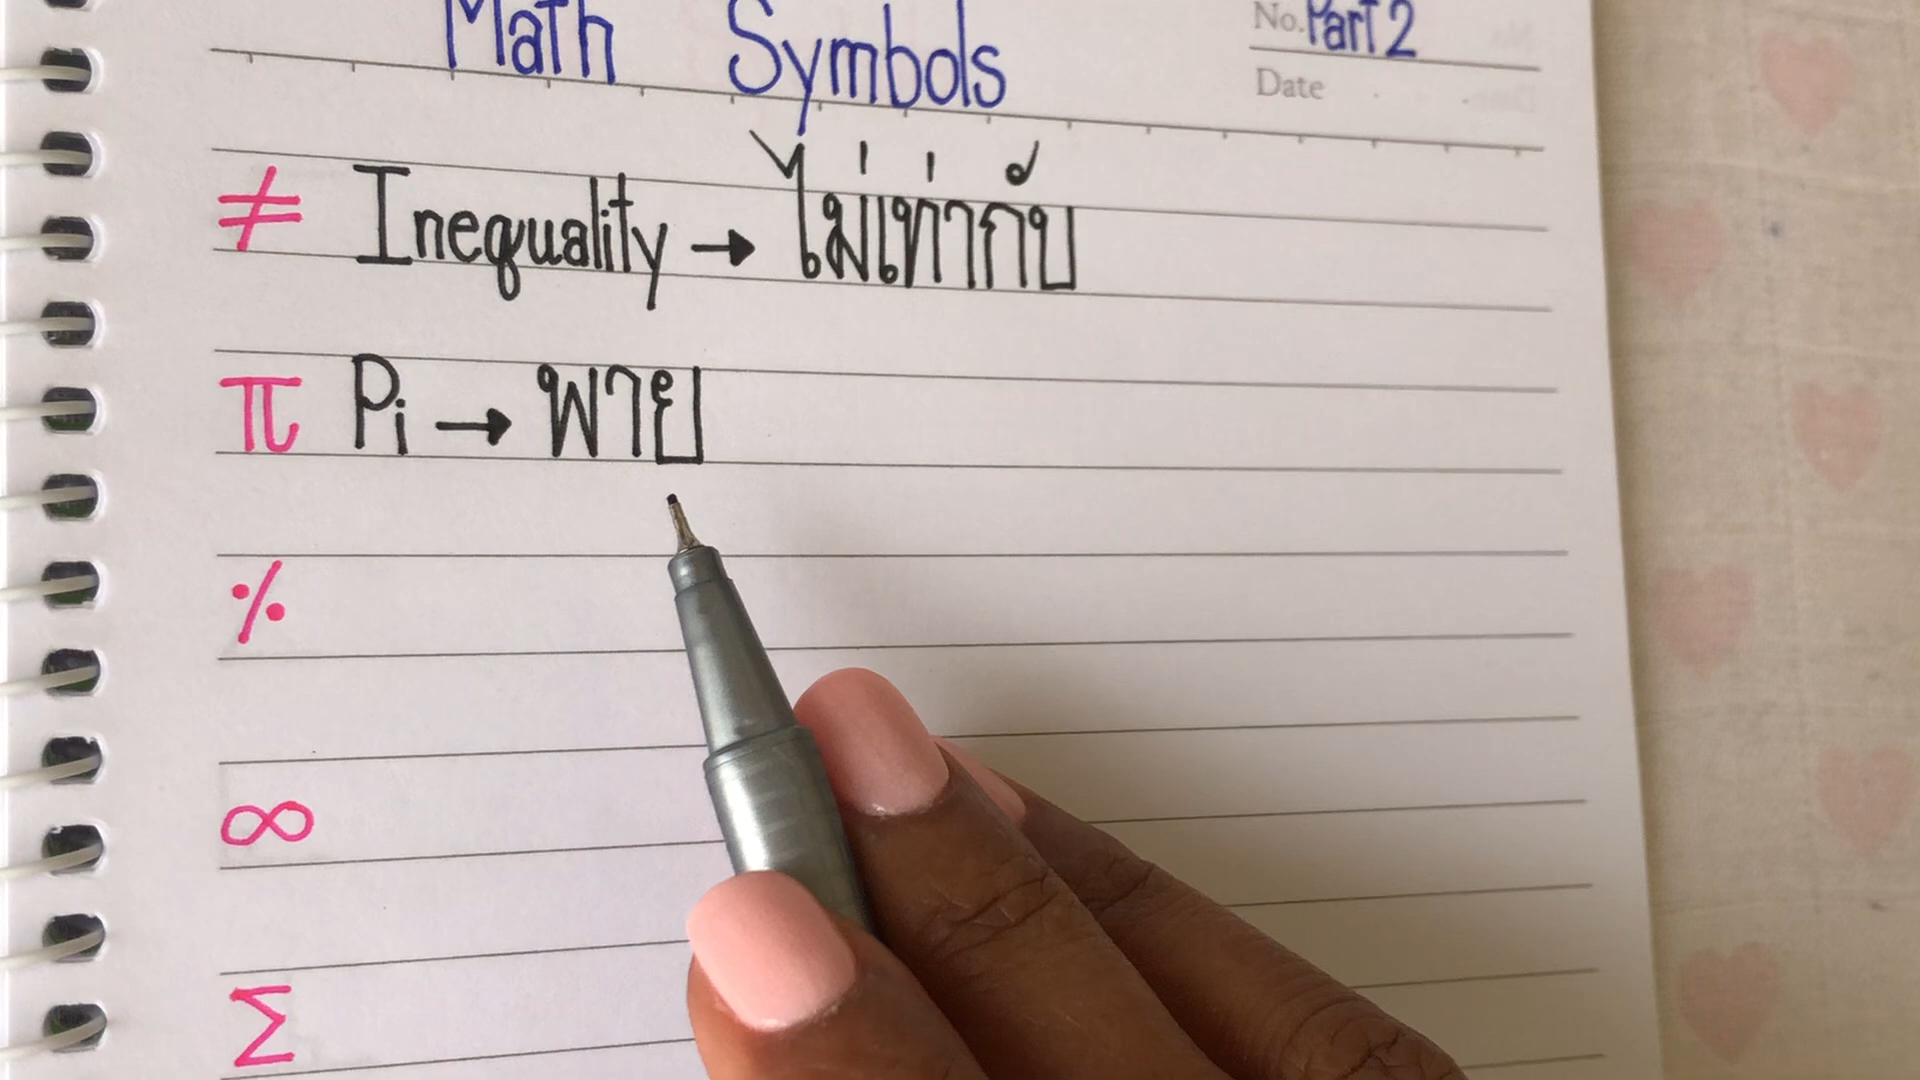 Math Symbols
No. Part 2
Date
≠ Inequality → ไม่เท่ากับ
π Pi → พาย
٪
∞
Σ